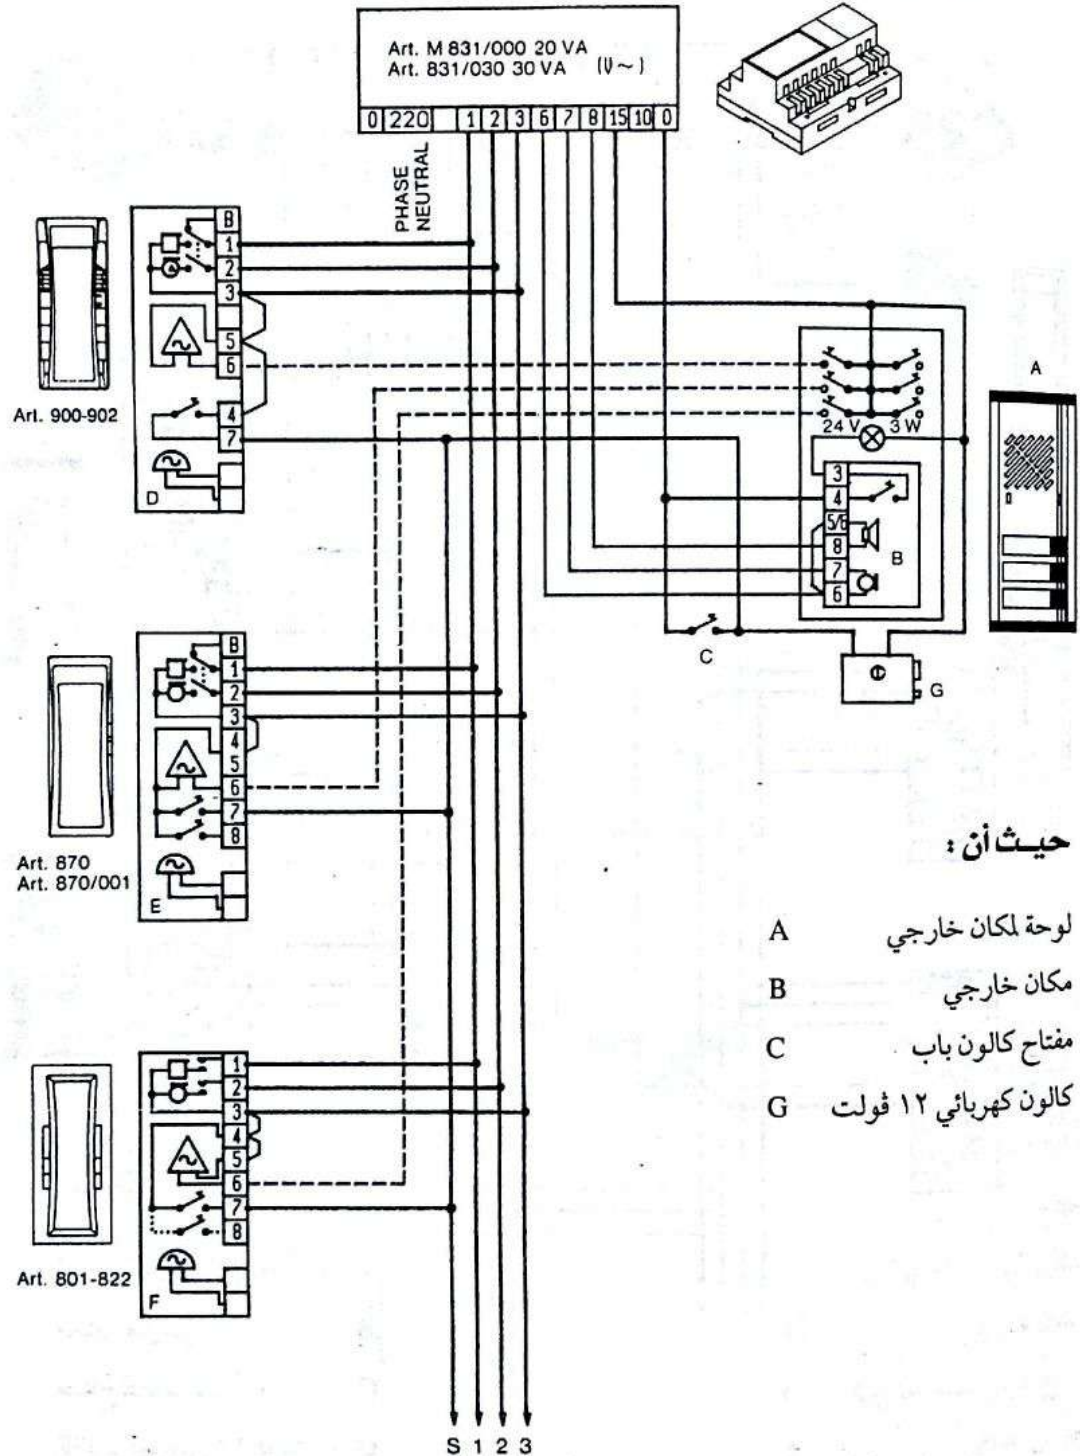 Art. M 831/000 20 VA
Art. 831/030 30 VA (U~)
0 220 1 2 3 6 7 8 15 10 0
PHASE
NEUTRAL
B
1
2
3
5
6
4
7
D
Art. 900-902
A
24 V 3 W
3
4
5/6
8
7
6
B
C
G
B
1
2
3
4
5
6
7
8
E
Art. 870
Art. 870/001
حيث أن :
لوحة لمكان خارجي A
مكان خارجي B
مفتاح كالون باب C
كالون كهربائي ١٢ ڤولت G
1
2
3
4
5
6
7
8
F
Art. 801-822
S 1 2 3